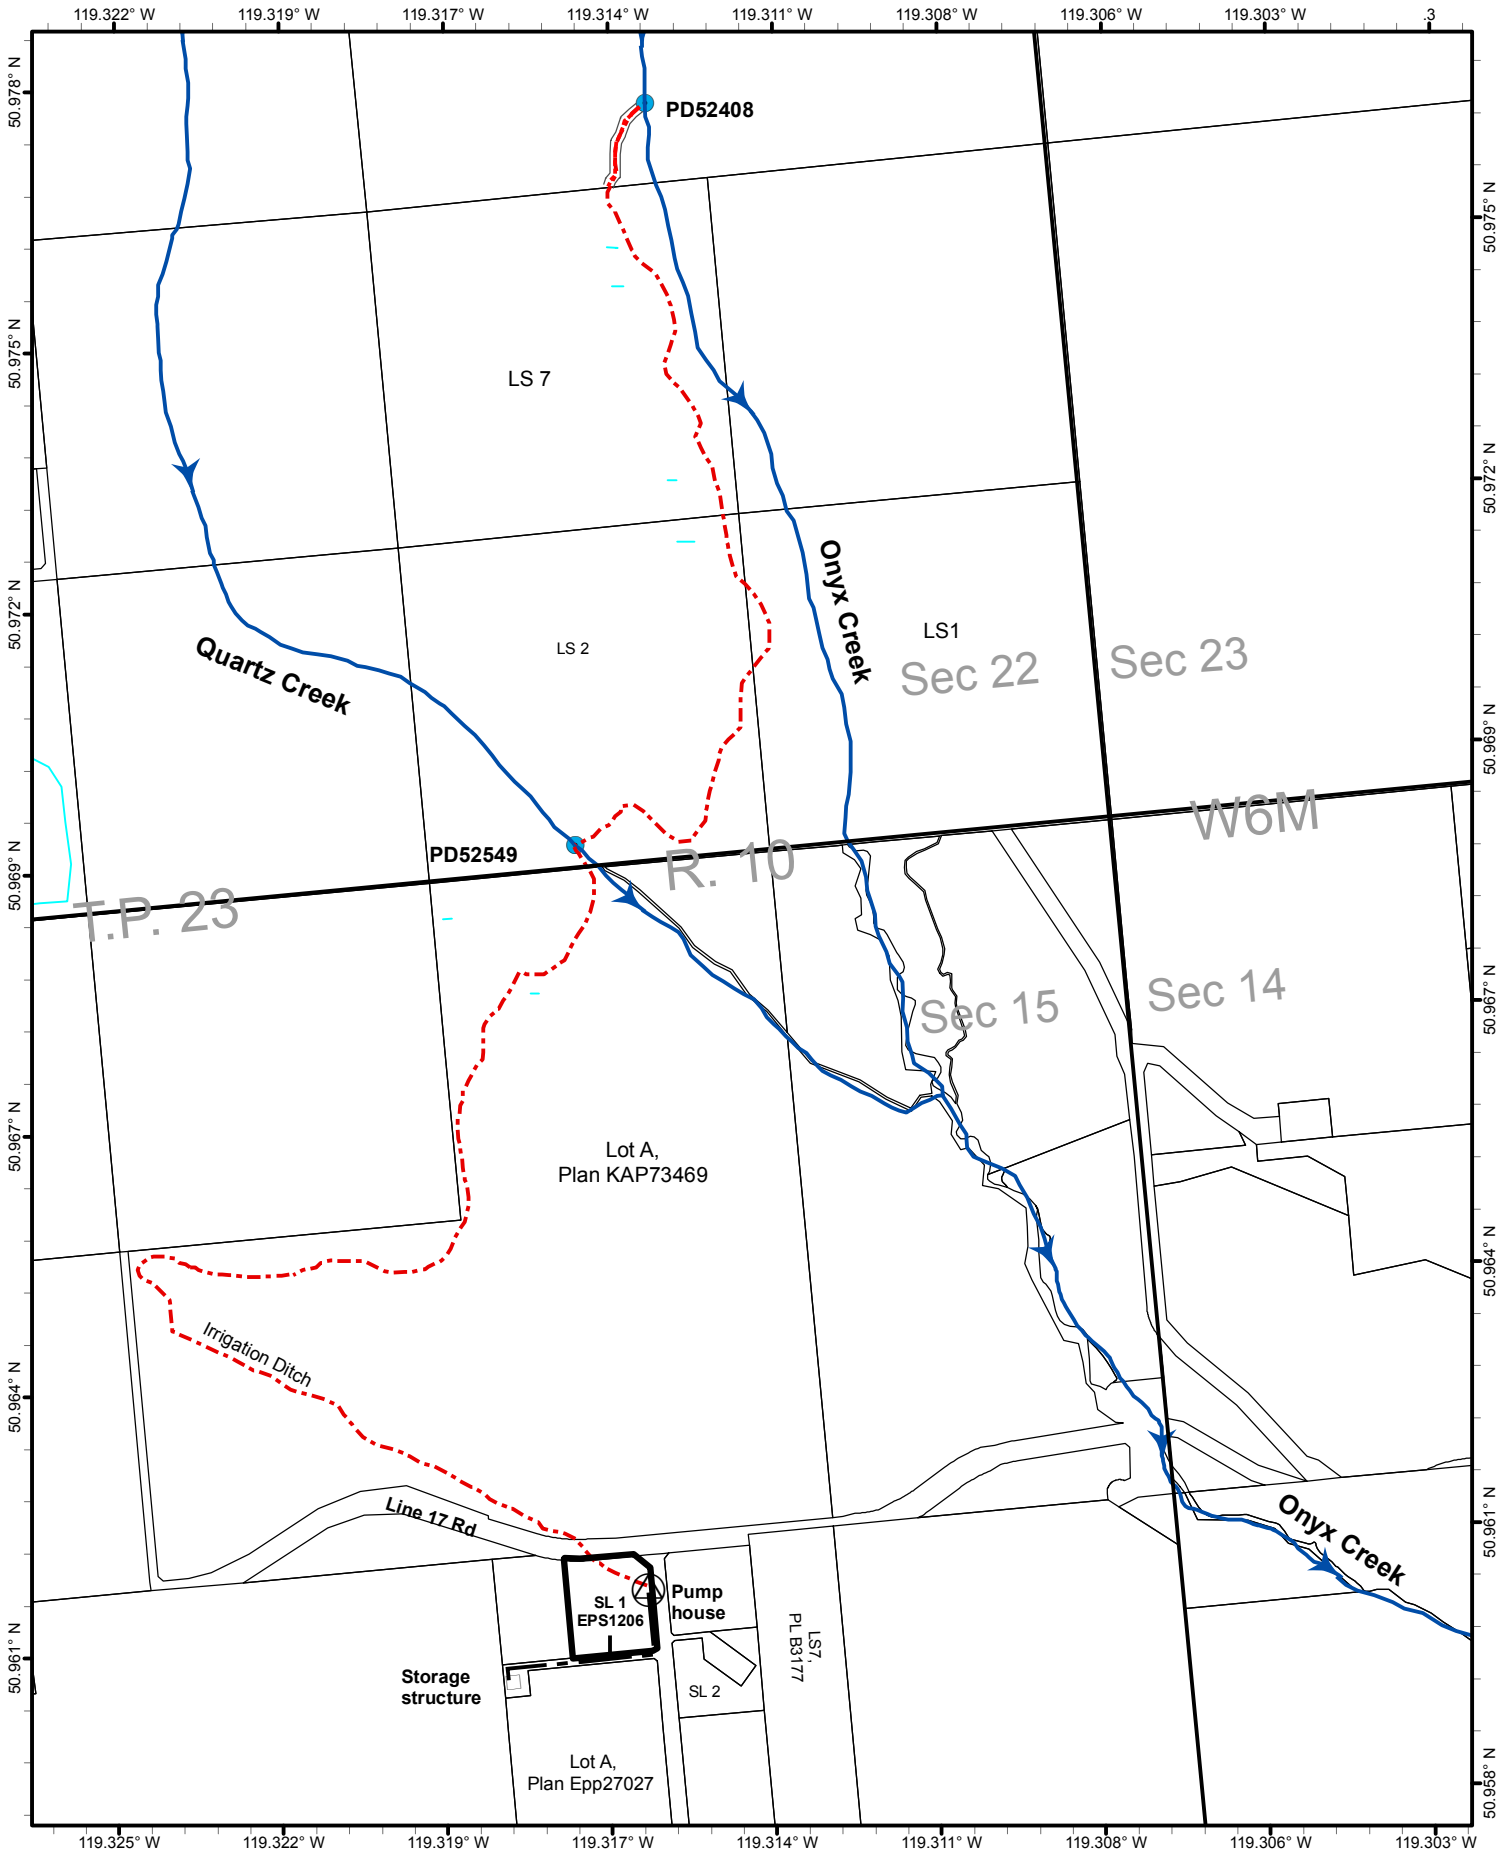 119.322° W
119.319° W
119.317° W
119.314° W
119.311° W
119.308° W
119.306° W
119.303° W
.3
50.978° N
PD52408
50.975° N
50.975° N
LS 7
50.972° N
Onyx Creek
50.972° N
LS1
LS 2
Quartz Creek
Sec 22
Sec 23
50.969° N
W6M
PD52549
R. 10
50.969° N
T.P. 23
Sec 15
Sec 14
50.967° N
50.967° N
Lot A,
Plan KAP73469
50.964° N
Irrigation Ditch
50.964° N
Line 17 Rd
50.961° N
Onyx Creek
SL 1
EPS1206
Pump
house
LS7,
PL B3177
50.961° N
Storage
structure
SL 2
Lot A,
Plan Epp27027
50.958° N
119.325° W
119.322° W
119.319° W
119.317° W
119.314° W
119.311° W
119.308° W
119.306° W
119.303° W